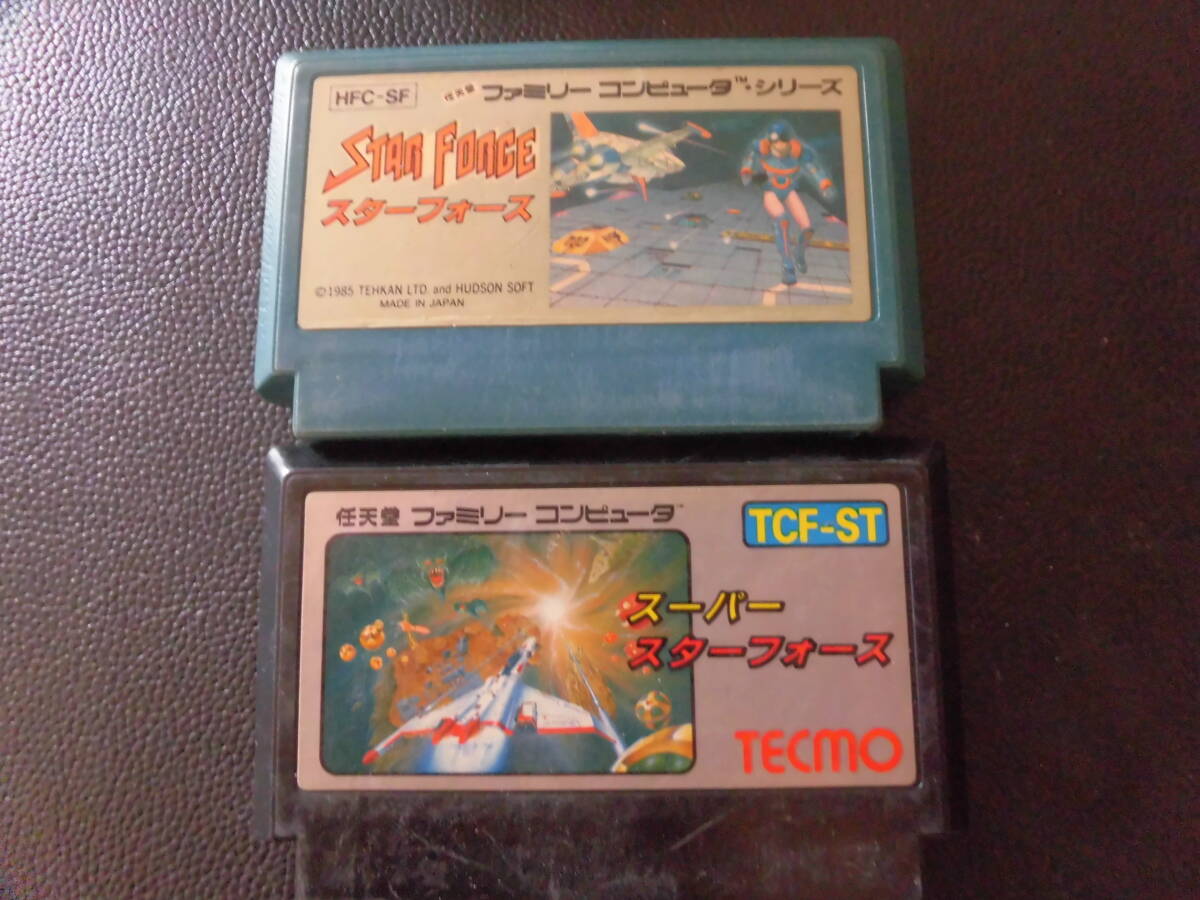 HFC-SF
任天堂 ファミリー コンピュータ™・シリーズ
STAR FORCE
スターフォース
©1985 TEHKAN LTD. and HUDSON SOFT
MADE IN JAPAN
任天堂 ファミリー コンピュータ™
TCF-ST
スーパー
スターフォース
TECMO